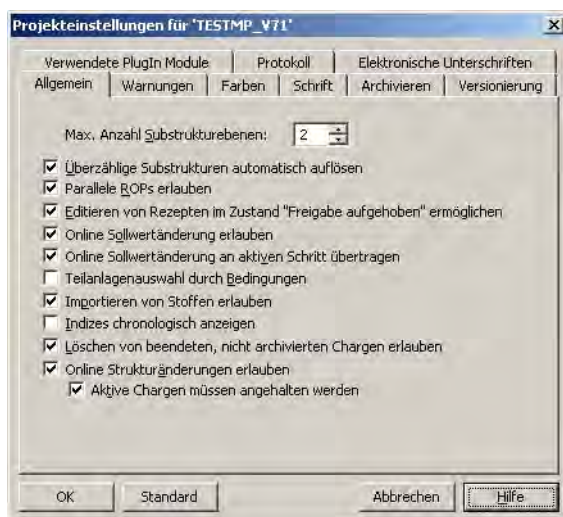 Projekteinstellungen für 'TESTMP_V71'
Verwendete PlugIn Module
Protokoll
Elektronische Unterschriften
Allgemein
Warnungen
Farben
Schrift
Archivieren
Versionierung
Max. Anzahl Substrukturebenen: 2
Überzählige Substrukturen automatisch auflösen
Parallele ROPs erlauben
Editieren von Rezepten im Zustand "Freigabe aufgehoben" ermöglichen
Online Sollwertänderung erlauben
Online Sollwertänderung an aktiven Schritt übertragen
Teilanlagenauswahl durch Bedingungen
Importieren von Stoffen erlauben
Indizes chronologisch anzeigen
Löschen von beendeten, nicht archivierten Chargen erlauben
Online Strukturänderungen erlauben
Aktive Chargen müssen angehalten werden
OK
Standard
Abbrechen
Hilfe